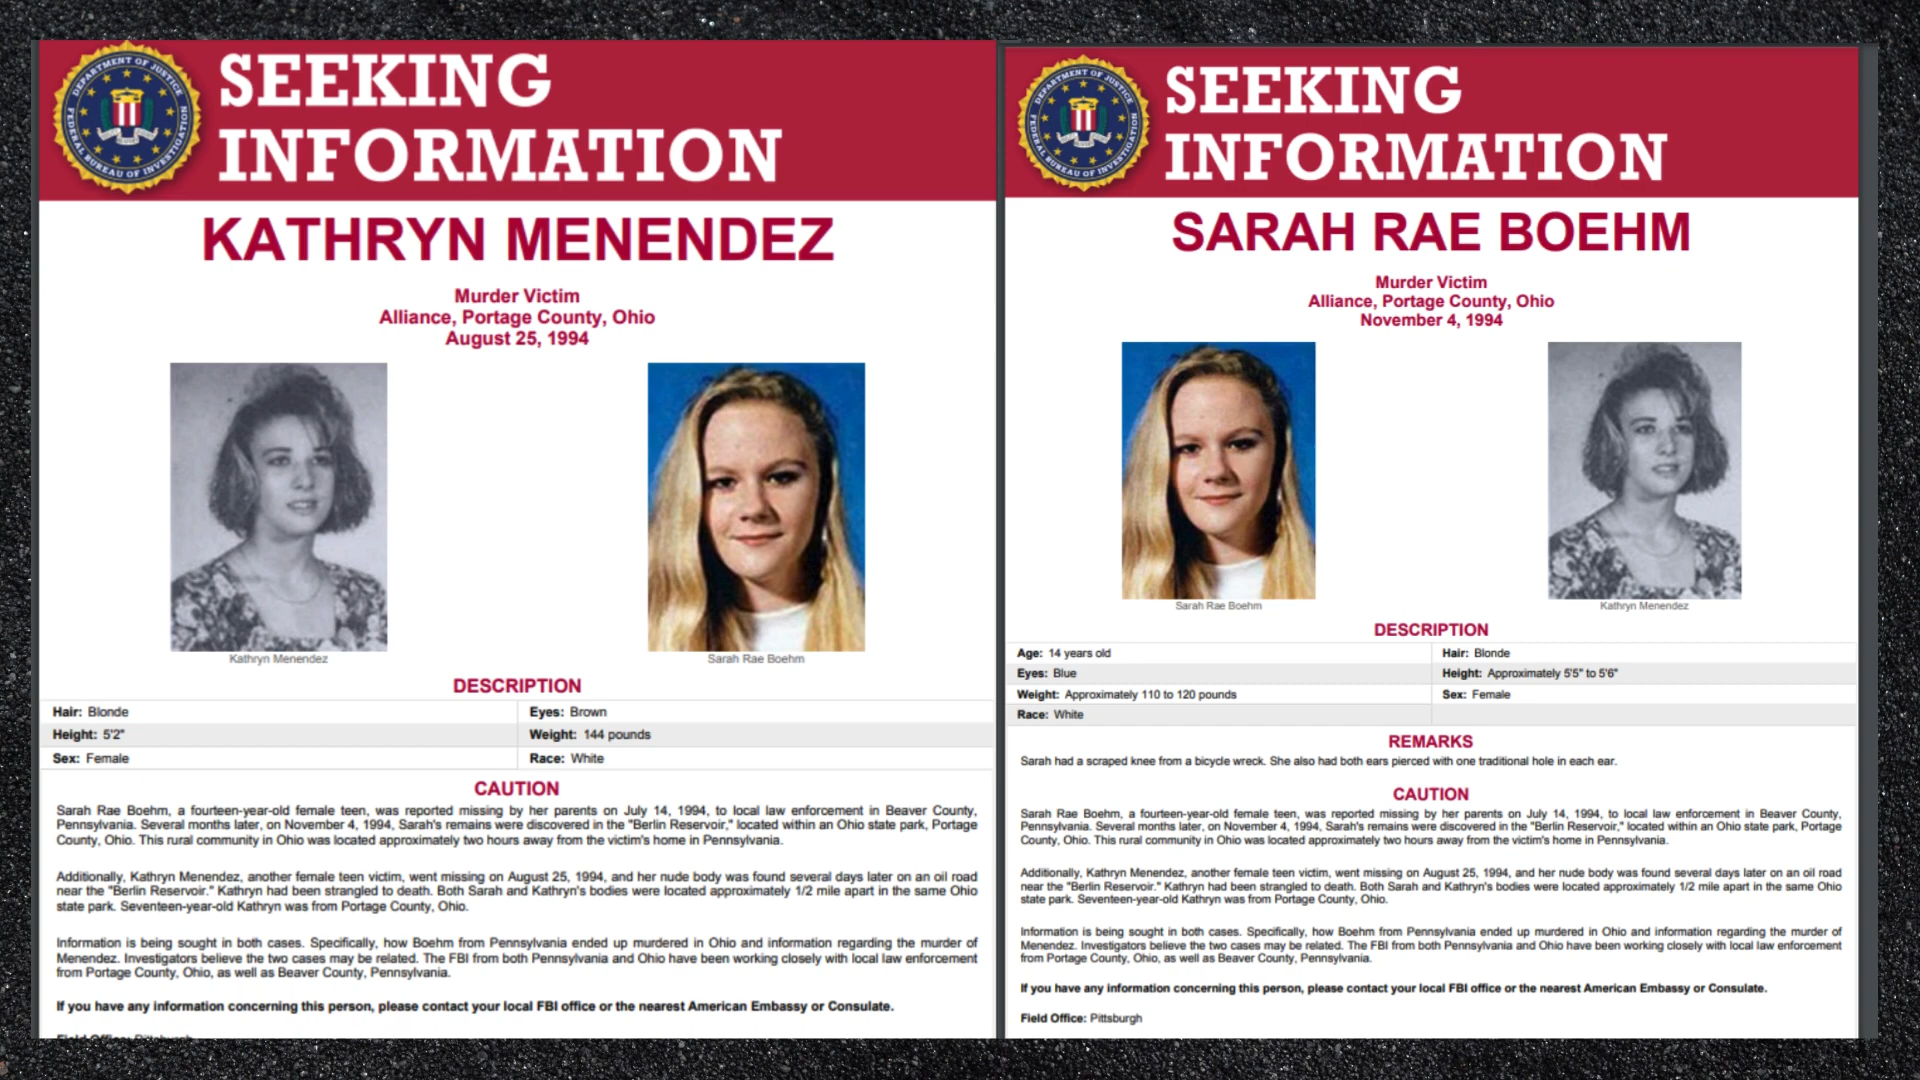 SEEKING
INFORMATION
DEPARTMENT OF JUSTICE
FEDERAL BUREAU OF INVESTIGATION
KATHRYN MENENDEZ
Murder Victim
Alliance, Portage County, Ohio
August 25, 1994
Kathryn Menendez
Sarah Rae Boehm
DESCRIPTION
Hair: Blonde
Eyes: Brown
Height: 5'2"
Weight: 144 pounds
Sex: Female
Race: White
CAUTION
Sarah Rae Boehm, a fourteen-year-old female teen, was reported missing by her parents on July 14, 1994, to local law enforcement in Beaver County,
Pennsylvania. Several months later, on November 4, 1994, Sarah's remains were discovered in the "Berlin Reservoir," located within an Ohio state park, Portage
County, Ohio. This rural community in Ohio was located approximately two hours away from the victim's home in Pennsylvania.
Additionally, Kathryn Menendez, another female teen victim, went missing on August 25, 1994, and her nude body was found several days later on an oil road
near the "Berlin Reservoir." Kathryn had been strangled to death. Both Sarah and Kathryn's bodies were located approximately 1/2 mile apart in the same Ohio
state park. Seventeen-year-old Kathryn was from Portage County, Ohio.
Information is being sought in both cases. Specifically, how Boehm from Pennsylvania ended up murdered in Ohio and information regarding the murder of
Menendez. Investigators believe the two cases may be related. The FBI from both Pennsylvania and Ohio have been working closely with local law enforcement
from Portage County, Ohio, as well as Beaver County, Pennsylvania.
If you have any information concerning this person, please contact your local FBI office or the nearest American Embassy or Consulate.
Field Office: Pittsburgh
SEEKING
INFORMATION
DEPARTMENT OF JUSTICE
FEDERAL BUREAU OF INVESTIGATION
SARAH RAE BOEHM
Murder Victim
Alliance, Portage County, Ohio
November 4, 1994
Sarah Rae Boehm
Kathryn Menendez
DESCRIPTION
Age: 14 years old
Hair: Blonde
Eyes: Blue
Height: Approximately 5'5" to 5'6"
Weight: Approximately 110 to 120 pounds
Sex: Female
Race: White
REMARKS
Sarah had a scraped knee from a bicycle wreck. She also had both ears pierced with one traditional hole in each ear.
CAUTION
Sarah Rae Boehm, a fourteen-year-old female teen, was reported missing by her parents on July 14, 1994, to local law enforcement in Beaver County,
Pennsylvania. Several months later, on November 4, 1994, Sarah's remains were discovered in the "Berlin Reservoir," located within an Ohio state park, Portage
County, Ohio. This rural community in Ohio was located approximately two hours away from the victim's home in Pennsylvania.
Additionally, Kathryn Menendez, another female teen victim, went missing on August 25, 1994, and her nude body was found several days later on an oil road
near the "Berlin Reservoir." Kathryn had been strangled to death. Both Sarah and Kathryn's bodies were located approximately 1/2 mile apart in the same Ohio
state park. Seventeen-year-old Kathryn was from Portage County, Ohio.
Information is being sought in both cases. Specifically, how Boehm from Pennsylvania ended up murdered in Ohio and information regarding the murder of
Menendez. Investigators believe the two cases may be related. The FBI from both Pennsylvania and Ohio have been working closely with local law enforcement
from Portage County, Ohio, as well as Beaver County, Pennsylvania.
If you have any information concerning this person, please contact your local FBI office or the nearest American Embassy or Consulate.
Field Office: Pittsburgh